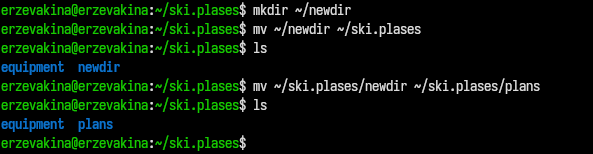 erzevakina@erzevakina:~/ski.plases$ mkdir ~/newdir
erzevakina@erzevakina:~/ski.plases$ mv ~/newdir ~/ski.plases
erzevakina@erzevakina:~/ski.plases$ ls
equipment  newdir
erzevakina@erzevakina:~/ski.plases$ mv ~/ski.plases/newdir ~/ski.plases/plans
erzevakina@erzevakina:~/ski.plases$ ls
equipment  plans
erzevakina@erzevakina:~/ski.plases$